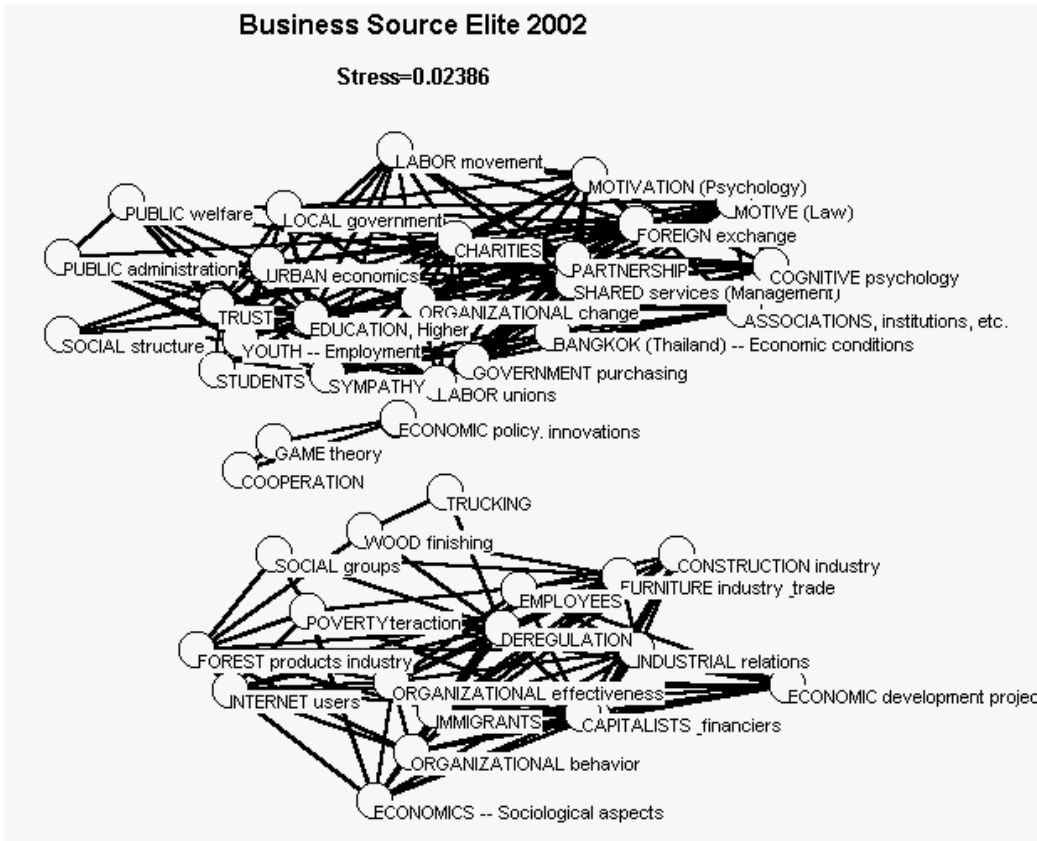 Business Source Elite 2002
Stress=0.02386
LABOR movement
MOTIVATION (Psychology)
PUBLIC welfare
LOCAL government
MOTIVE (Law)
FOREIGN exchange
CHARITIES
PUBLIC administration
URBAN economics
PARTNERSHIP
COGNITIVE psychology
SHARED services (Management)
TRUST
ORGANIZATIONAL change
EDUCATION, Higher
ASSOCIATIONS, institutions, etc.
SOCIAL structure
YOUTH -- Employment
BANGKOK (Thailand) -- Economic conditions
STUDENTS
SYMPATHY
GOVERNMENT purchasing
LABOR unions
ECONOMIC policy. innovations
GAME theory
COOPERATION
TRUCKING
WOOD finishing
SOCIAL groups
CONSTRUCTION industry
FURNITURE industry _trade
EMPLOYEES
POVERTYteraction
DEREGULATION
FOREST products industry
INDUSTRIAL relations
INTERNET users
ORGANIZATIONAL effectiveness
ECONOMIC development projec
IMMIGRANTS
CAPITALISTS _financiers
ORGANIZATIONAL behavior
ECONOMICS -- Sociological aspects